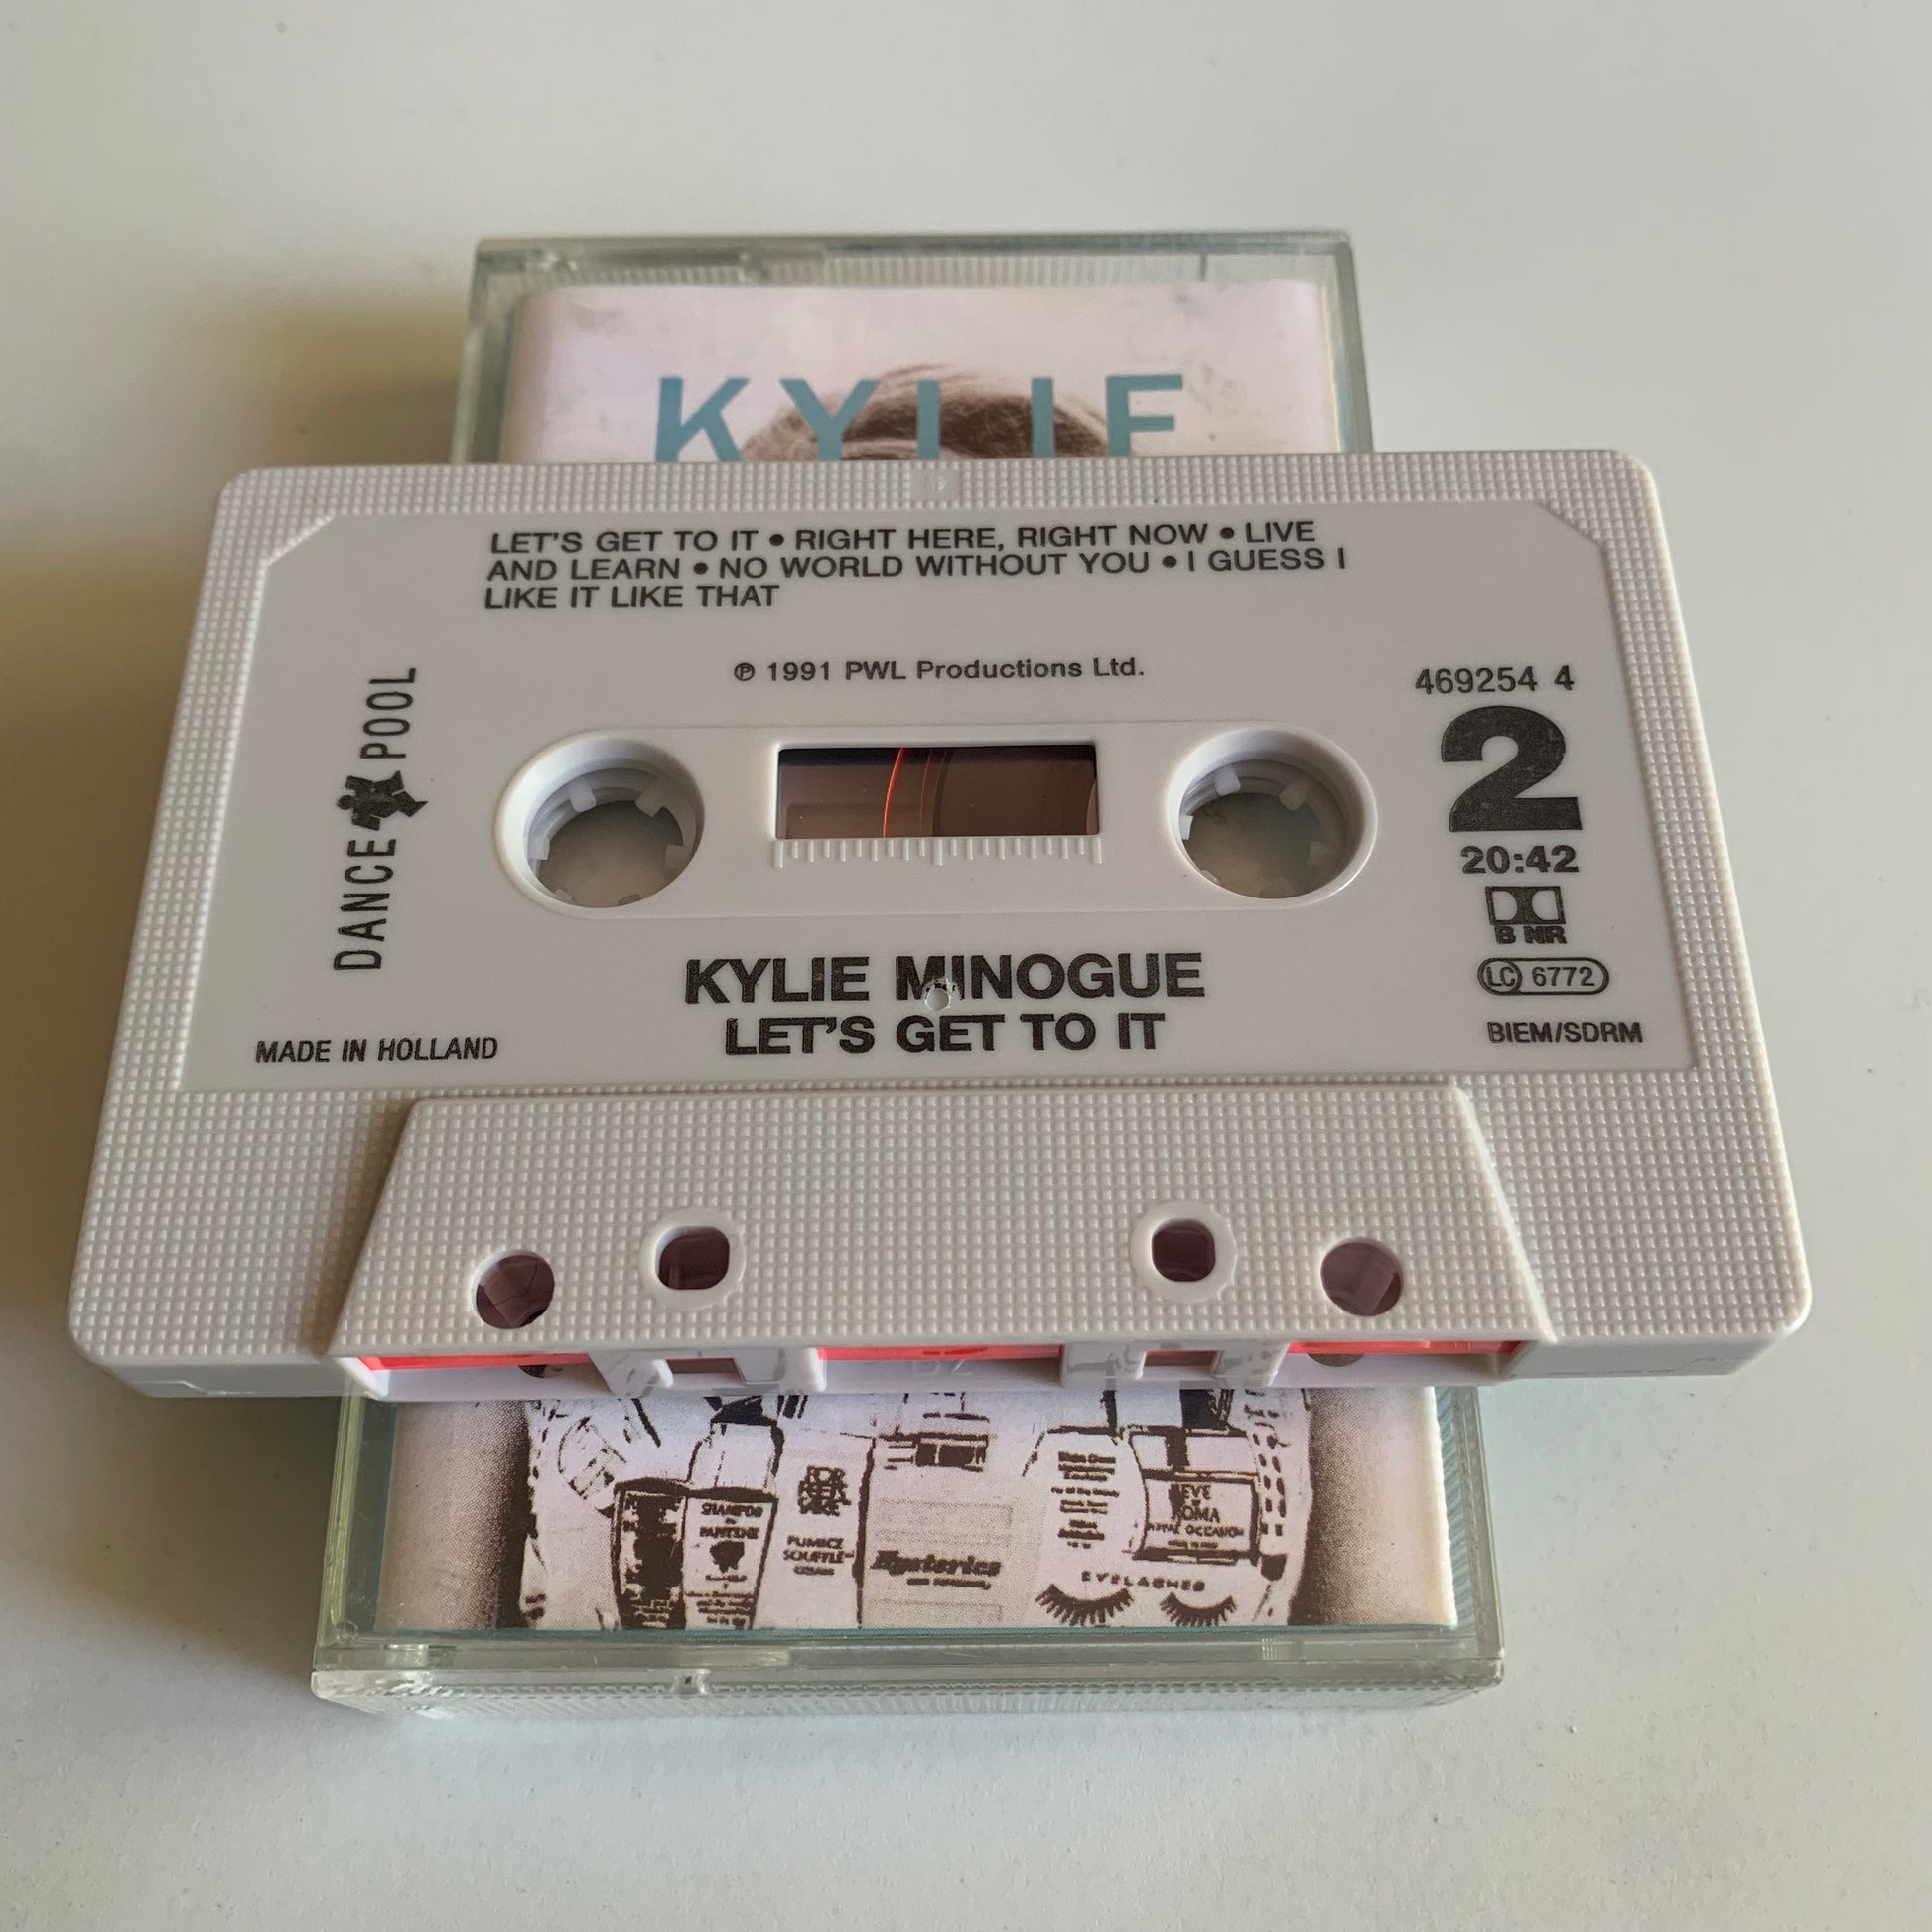 KYLIE
LET'S GET TO IT • RIGHT HERE, RIGHT NOW • LIVE
AND LEARN • NO WORLD WITHOUT YOU • I GUESS I
LIKE IT LIKE THAT
℗ 1991 PWL Productions Ltd.
DANCE POOL
469254 4
2
20:42
B NR
LC 6772
BIEM/SDRM
KYLIE MINOGUE
LET'S GET TO IT
MADE IN HOLLAND
SHAMPOO
PANTENE
PUMICE
SOUFFLÉ
Hysterics
EYELASHES